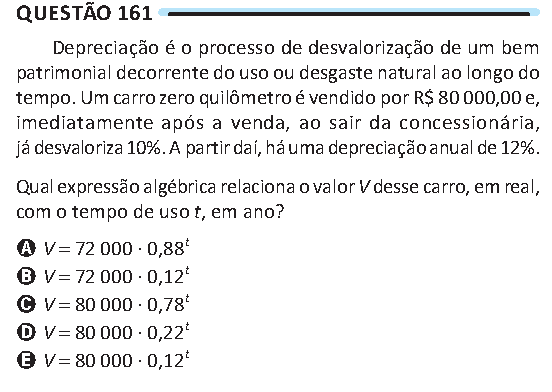 QUESTÃO 161
Depreciação é o processo de desvalorização de um bem
patrimonial decorrente do uso ou desgaste natural ao longo do
tempo. Um carro zero quilômetro é vendido por R$ 80 000,00 e,
imediatamente após a venda, ao sair da concessionária,
já desvaloriza 10%. A partir daí, há uma depreciação anual de 12%.
Qual expressão algébrica relaciona o valor V desse carro, em real,
com o tempo de uso t, em ano?
A V = 72 000 · 0,88^t
B V = 72 000 · 0,12^t
C V = 80 000 · 0,78^t
D V = 80 000 · 0,22^t
E V = 80 000 · 0,12^t